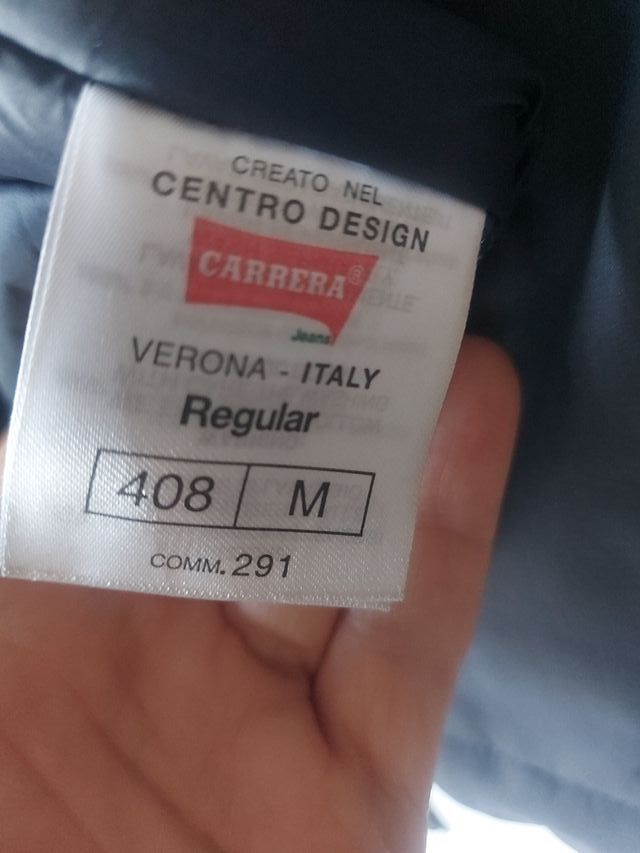 CREATO NEL
CENTRO DESIGN
CARRERA®
Jeans
VERONA - ITALY
Regular
408 M
COMM. 291